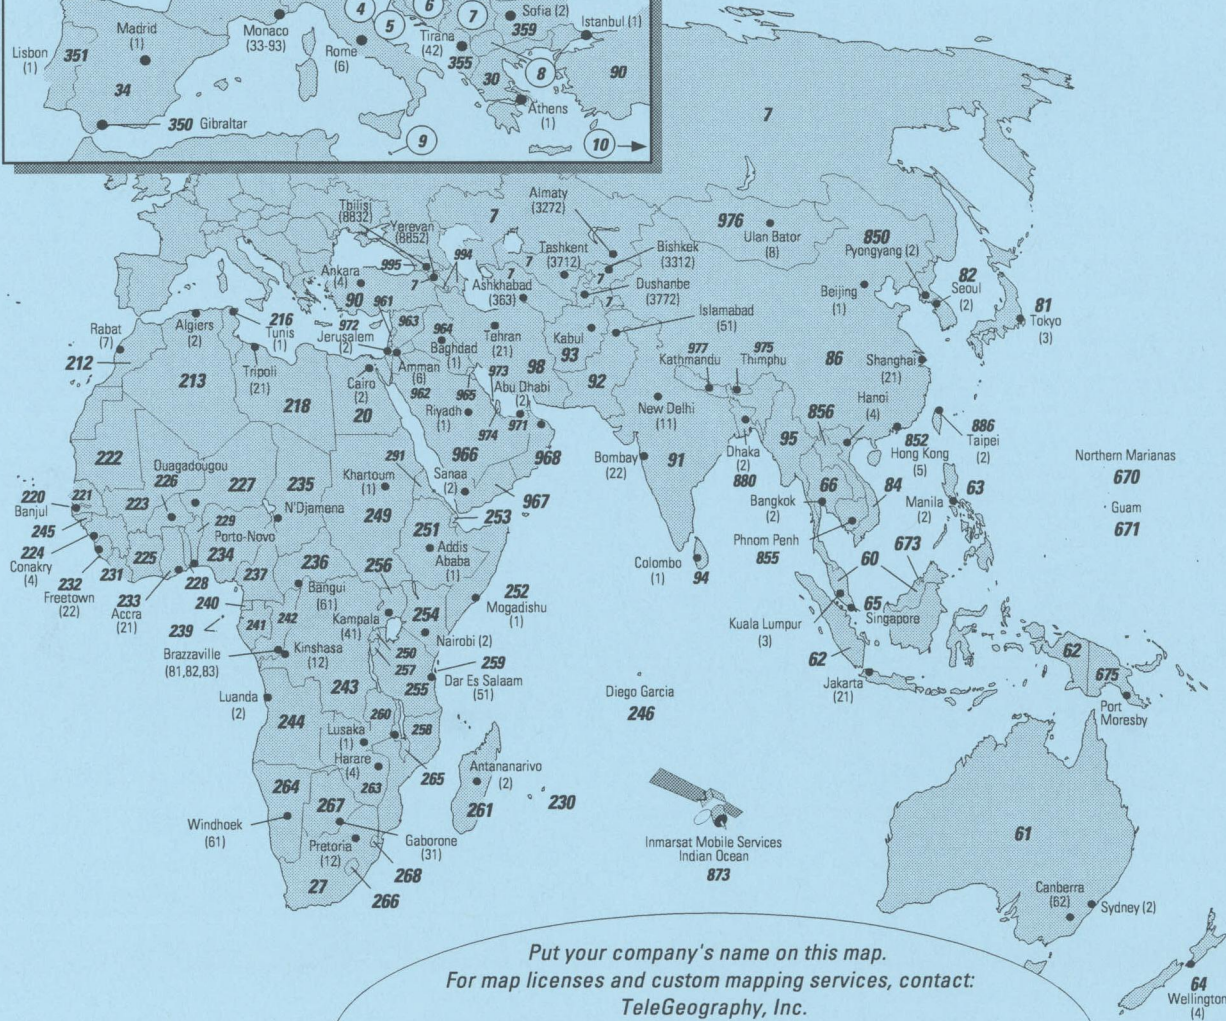 4
5
6
7
Sofia (2)
359
Istanbul (1)
Madrid
(1)
Monaco
(33-93)
Lisbon
(1)
351
34
Rome
(6)
Tirana
(42)
355
30
8
90
Athens
(1)
350 Gibraltar
9
10
7
Tbilisi
(8832)
Yerevan
(8852)
7
Almaty
(3272)
Tashkent
(3712)
7
Bishkek
(3312)
976
Ulan Bator
(8)
850
Pyongyang (2)
82
Seoul
(2)
81
Tokyo
(3)
995
994
7
Ankara
(4)
90
7
Ashkhabad
(363)
7
7
Dushanbe
(3772)
Beijing
(1)
961
963
972
Jerusalem
(2)
964
Baghdad
(1)
Tehran
(21)
98
Kabul
93
Islamabad
(51)
977
Kathmandu
975
Thimphu
86
Shanghai
(21)
Rabat
(7)
212
Algiers
(2)
213
216
Tunis
(1)
Tripoli
(21)
218
Cairo
(2)
20
Amman
(6)
962
965
973
Abu Dhabi
(2)
971
974
Riyadh
(1)
966
968
967
92
New Delhi
(11)
Bombay
(22)
91
Dhaka
(2)
880
95
856
Hanoi
(4)
852
Hong Kong
(5)
886
Taipei
(2)
Northern Marianas
670
Guam
671
222
Ouagadougou
226
227
235
291
Khartoum
(1)
249
Sanaa
(2)
253
220
Banjul
221
223
229
Porto-Novo
N'Djamena
245
224
Conakry
(4)
232
Freetown
(22)
231
225
233
Accra
(21)
228
234
237
236
Bangui
(61)
256
251
Addis
Ababa
(1)
252
Mogadishu
(1)
Colombo
(1)
94
66
Bangkok
(2)
Phnom Penh
855
84
Manila
(2)
63
673
60
240
239
241
242
Kampala
(41)
254
Nairobi (2)
250
257
Brazzaville
(81,82,83)
Kinshasa
(12)
243
255
259
Dar Es Salaam
(51)
Kuala Lumpur
(3)
65
Singapore
62
Jakarta
(21)
62
675
Port
Moresby
Luanda
(2)
244
260
258
Lusaka
(1)
Harare
(4)
263
265
Antananarivo
(2)
261
230
Diego Garcia
246
264
267
Windhoek
(61)
Gaborone
(31)
Pretoria
(12)
268
27
266
Inmarsat Mobile Services
Indian Ocean
873
61
Canberra
(62)
Sydney (2)
64
Wellington
(4)
Put your company's name on this map.
For map licenses and custom mapping services, contact:
TeleGeography, Inc.